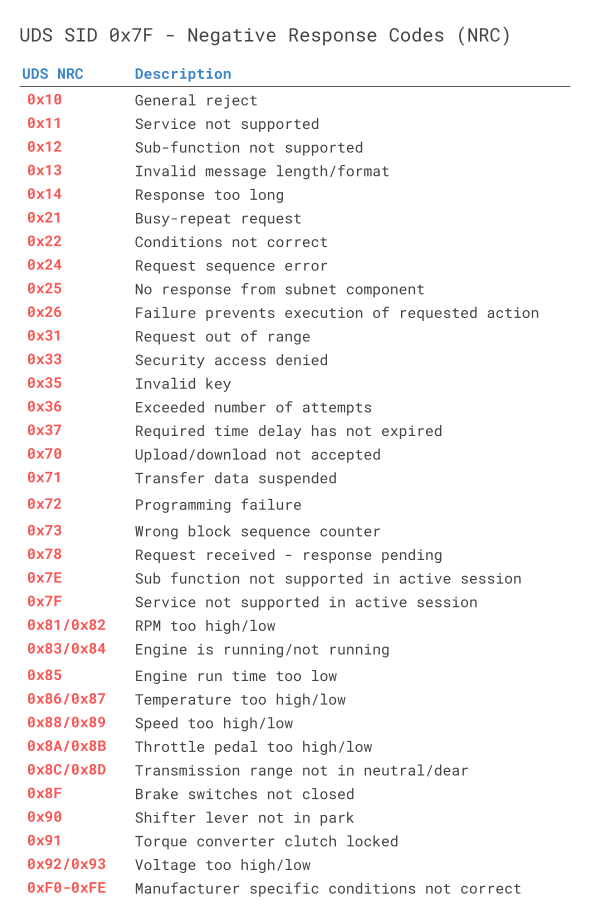 UDS SID 0x7F - Negative Response Codes (NRC)
UDS NRC Description
0x10 General reject
0x11 Service not supported
0x12 Sub-function not supported
0x13 Invalid message length/format
0x14 Response too long
0x21 Busy-repeat request
0x22 Conditions not correct
0x24 Request sequence error
0x25 No response from subnet component
0x26 Failure prevents execution of requested action
0x31 Request out of range
0x33 Security access denied
0x35 Invalid key
0x36 Exceeded number of attempts
0x37 Required time delay has not expired
0x70 Upload/download not accepted
0x71 Transfer data suspended
0x72 Programming failure
0x73 Wrong block sequence counter
0x78 Request received - response pending
0x7E Sub function not supported in active session
0x7F Service not supported in active session
0x81/0x82 RPM too high/low
0x83/0x84 Engine is running/not running
0x85 Engine run time too low
0x86/0x87 Temperature too high/low
0x88/0x89 Speed too high/low
0x8A/0x8B Throttle pedal too high/low
0x8C/0x8D Transmission range not in neutral/dear
0x8F Brake switches not closed
0x90 Shifter lever not in park
0x91 Torque converter clutch locked
0x92/0x93 Voltage too high/low
0xF0-0xFE Manufacturer specific conditions not correct